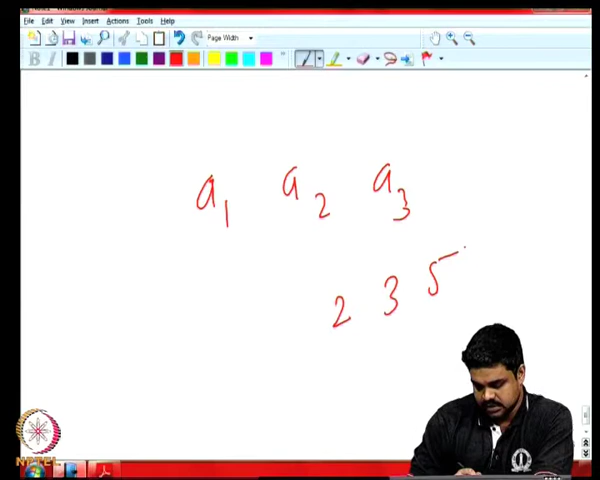 File Edit View Insert Actions Tools Help
Page Width
B I
a1 a2 a3
2 3 5
NPTEL